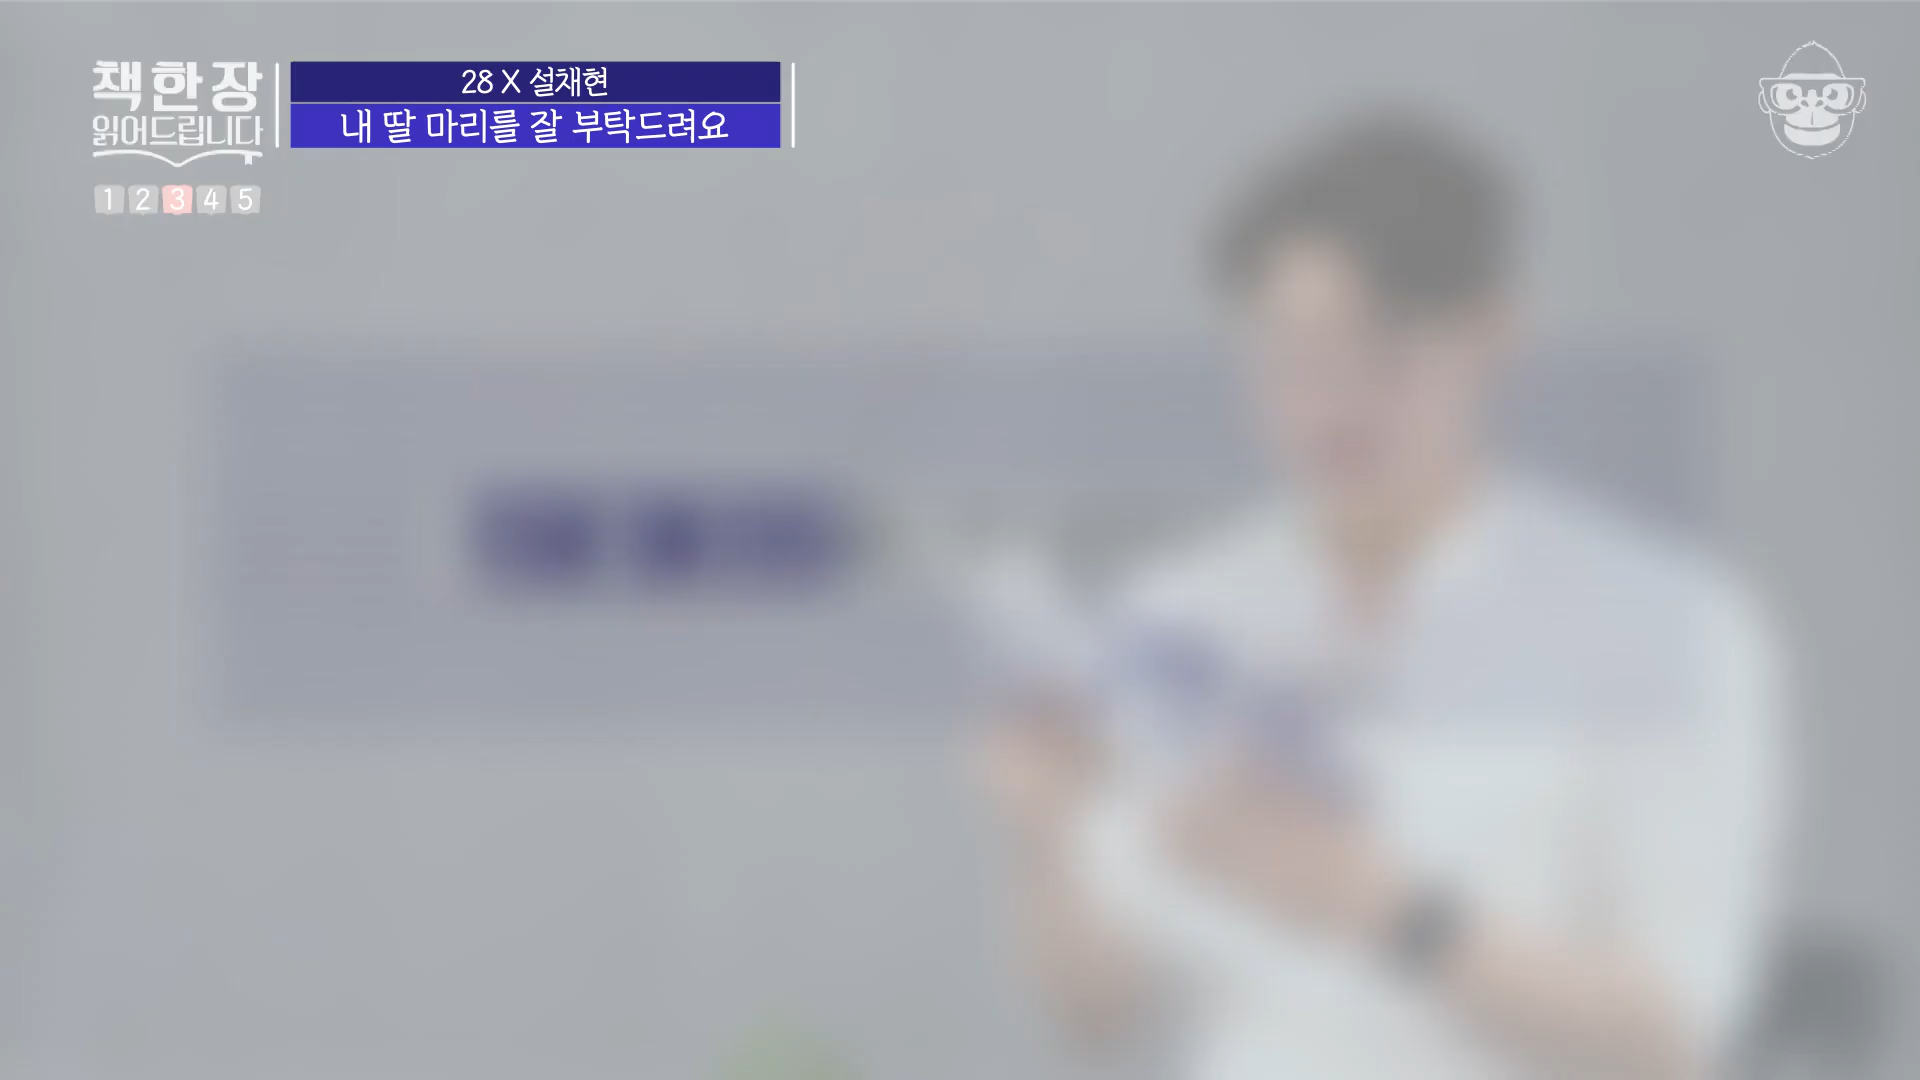 책한장
읽어드립니다
28 X 설채현
내 딸 마리를 잘 부탁드려요
1 2 3 4 5